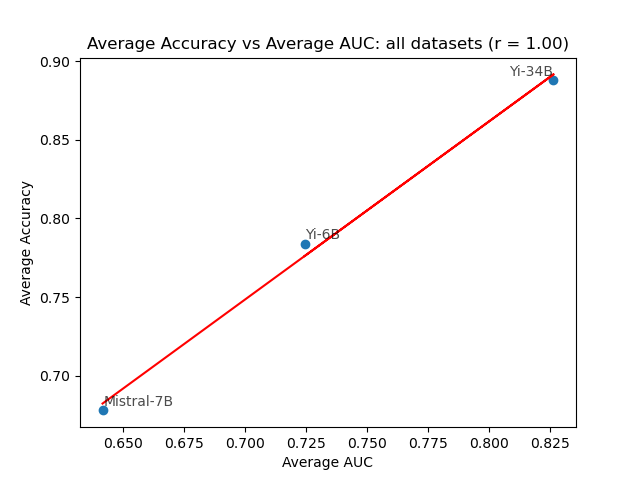 Average Accuracy vs Average AUC: all datasets (r = 1.00)
0.90
0.85
0.80
0.75
0.70
Average Accuracy
Yi-34B
Yi-6B
Mistral-7B
0.650
0.675
0.700
0.725
0.750
0.775
0.800
0.825
Average AUC